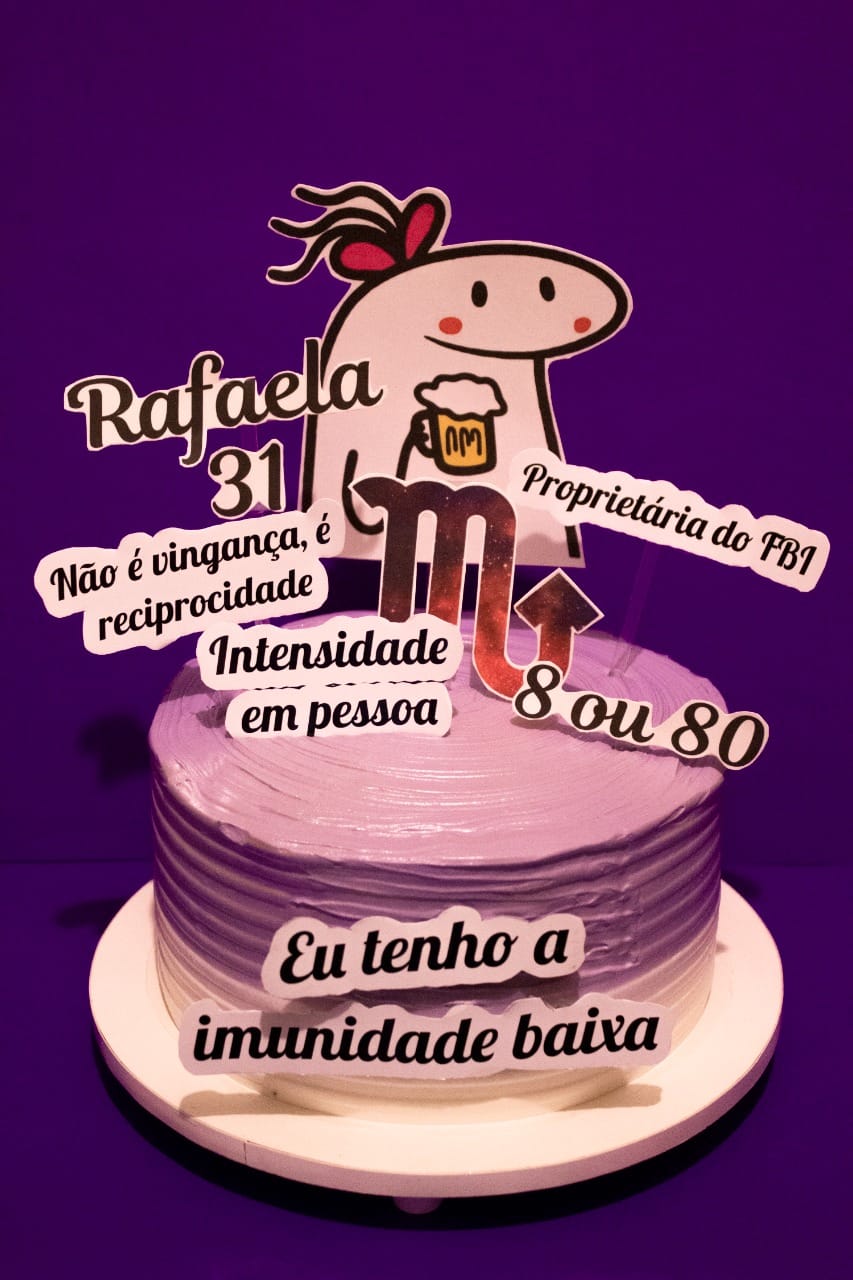 Rafaela
31
Não é vingança, é
reciprocidade
Proprietária do FBI
Intensidade
em pessoa
8 ou 80
Eu tenho a
imunidade baixa